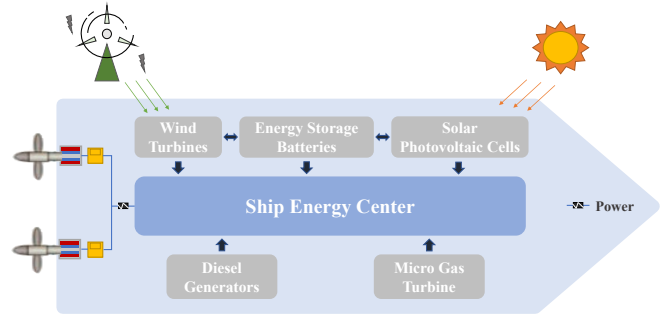 Wind
Turbines
Energy Storage
Batteries
Solar
Photovoltaic Cells
Ship Energy Center
Power
Diesel
Generators
Micro Gas
Turbine